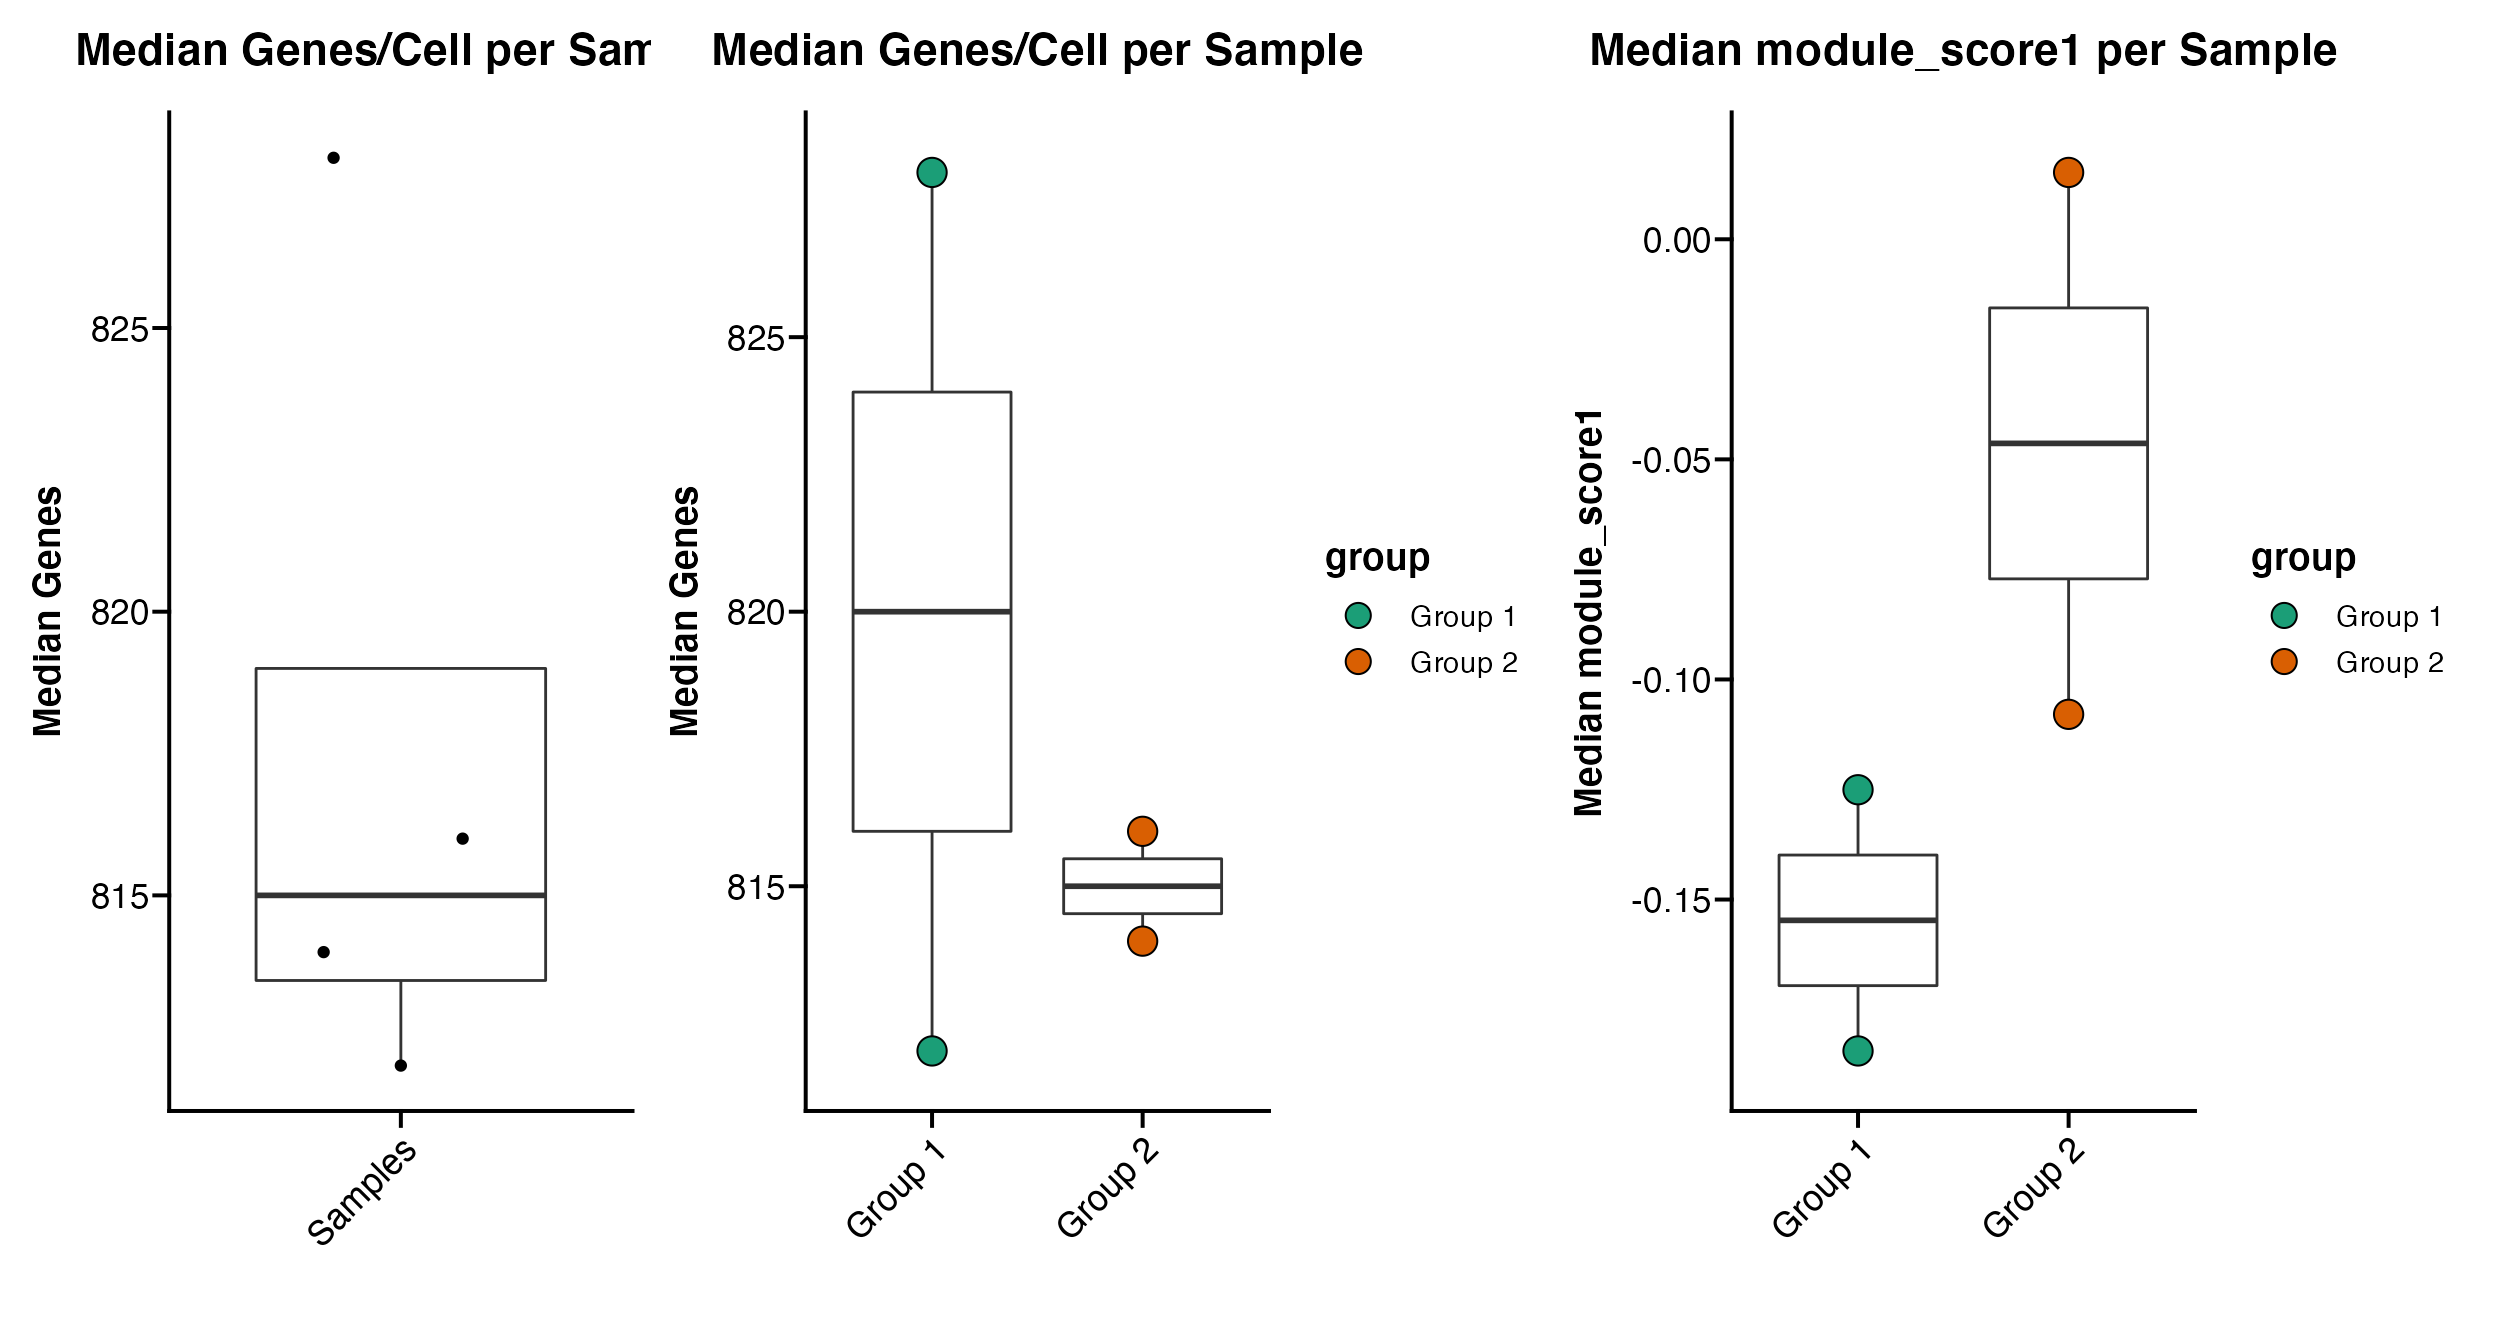 Median Genes/Cell per Sam
Median Genes
825
820
815
Samples
Median Genes/Cell per Sample
Median Genes
825
820
815
Group 1
Group 2
group
Group 1
Group 2
Median module_score1 per Sample
Median module_score1
0.00
-0.05
-0.10
-0.15
Group 1
Group 2
group
Group 1
Group 2